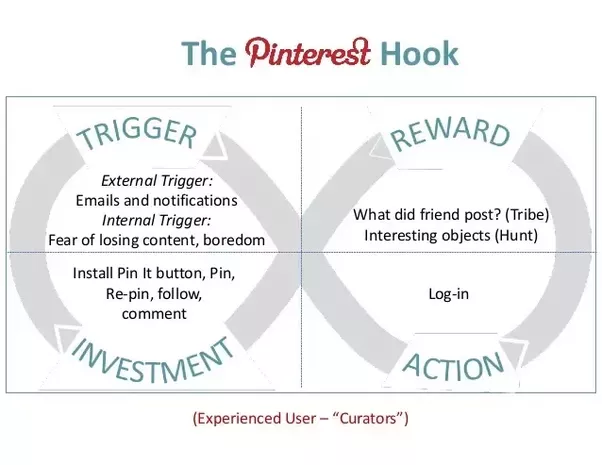 The Pinterest Hook
TRIGGER
External Trigger:
Emails and notifications
Internal Trigger:
Fear of losing content, boredom
REWARD
What did friend post? (Tribe)
Interesting objects (Hunt)
Install Pin It button, Pin,
Re-pin, follow,
comment
INVESTMENT
Log-in
ACTION
(Experienced User – “Curators”)